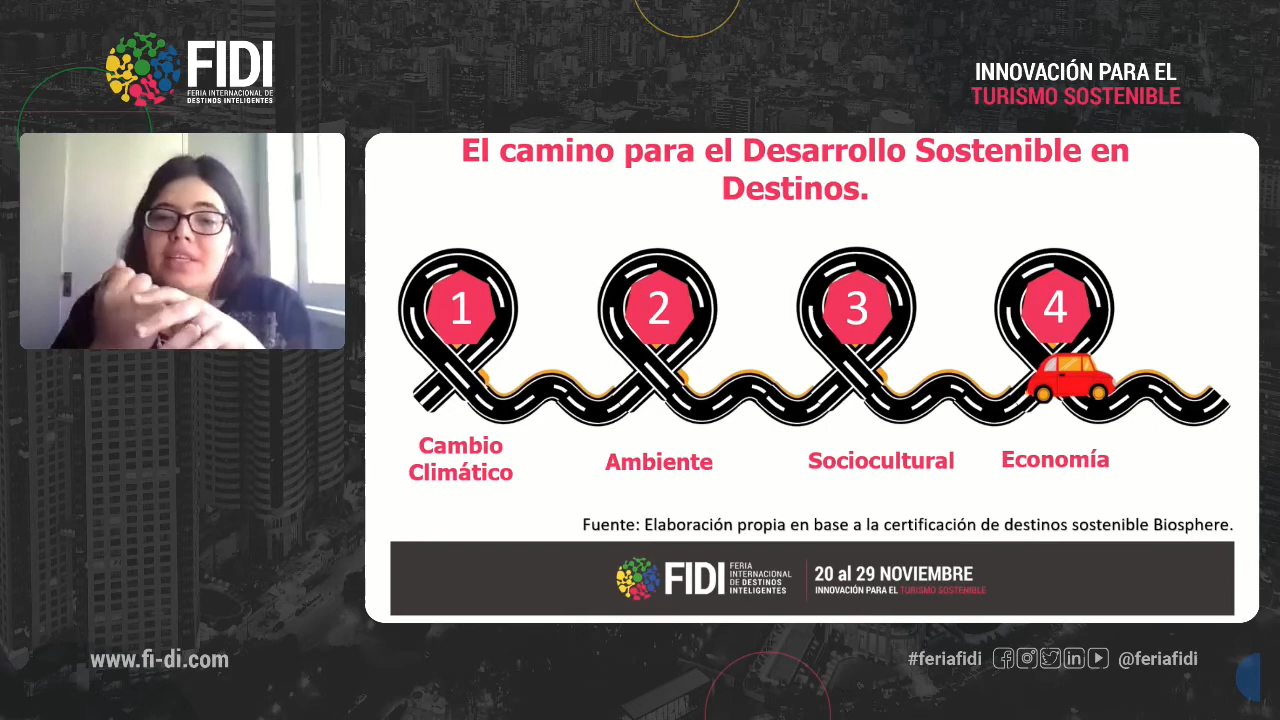 FIDI
FERIA INTERNACIONAL DE
DESTINOS INTELIGENTES
INNOVACIÓN PARA EL
TURISMO SOSTENIBLE
El camino para el Desarrollo Sostenible en
Destinos.
1
2
3
4
Cambio
Climático
Ambiente
Sociocultural
Economía
Fuente: Elaboración propia en base a la certificación de destinos sostenible Biosphere.
FIDI
FERIA
INTERNACIONAL
DE DESTINOS
INTELIGENTES
20 al 29 NOVIEMBRE
INNOVACIÓN PARA EL TURISMO SOSTENIBLE
www.fi-di.com
#feriafidi
@feriafidi